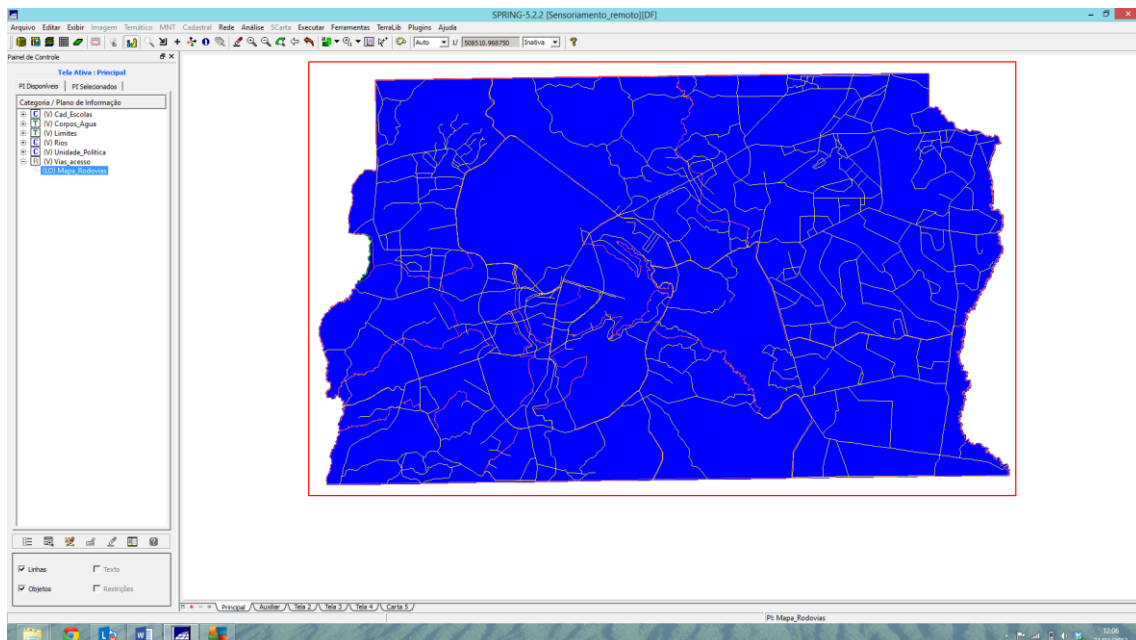 SPRING-5.2.2 [Sensoriamento_remoto][DF]
Arquivo Editar Exibir Imagem Temático MNT Cadastral Rede Análise SCarta Executar Ferramentas TerraLib Plugins Ajuda
Auto 1/ 508510.968750 Inativa
Painel de Controle
Tela Ativa : Principal
PI Disponíveis PI Selecionados
Categoria / Plano de Informação
C (V) Cad_Escolas
T (V) Corpos_Agua
T (V) Limites
C (V) Rios
C (V) Unidade_Politica
R (V) Vias_acesso
(LO) Mapa_Rodovias
Linhas Texto
Objetos Restrições
Principal Auxiliar Tela 2 Tela 3 Tela 4 Carta 5
PI: Mapa_Rodovias
12:06